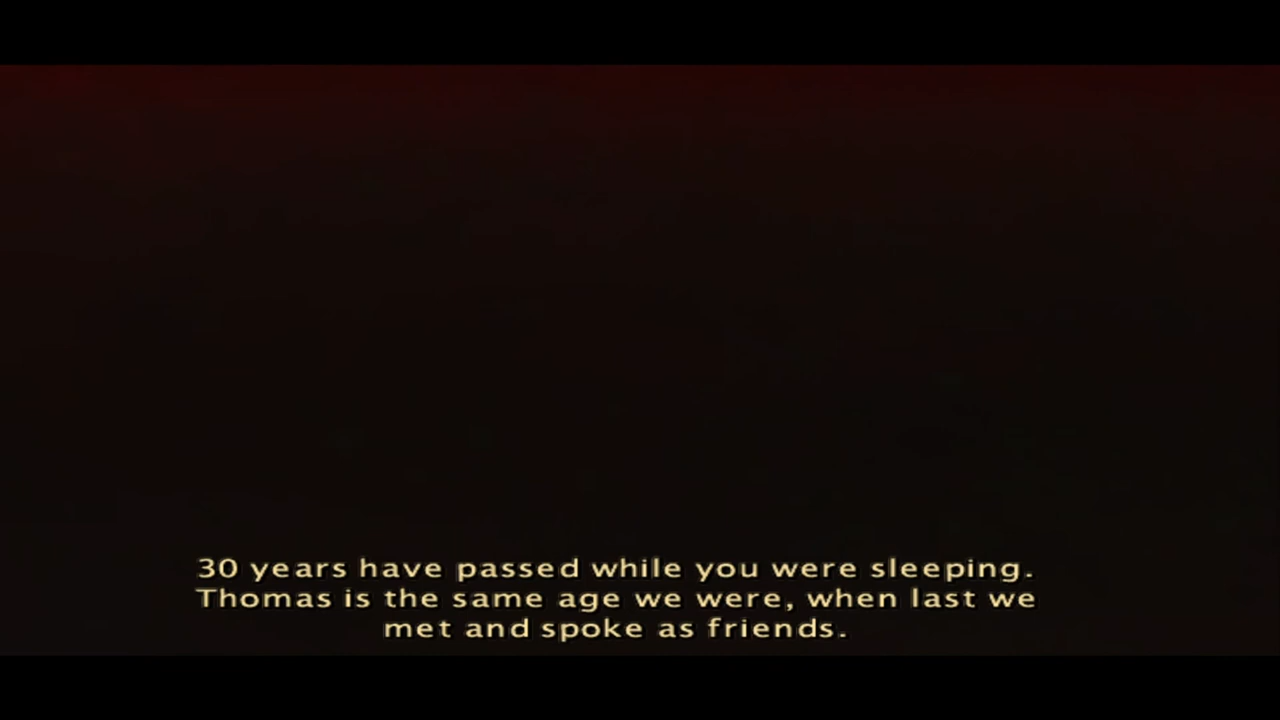 30 years have passed while you were sleeping.
Thomas is the same age we were, when last we
met and spoke as friends.